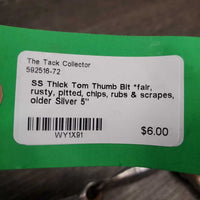 The Tack Collector
592516-72
SS Thick Tom Thumb Bit *fair,
rusty, pitted, chips, rubs & scrapes,
older Silver 5"
WY1X91
$6.00